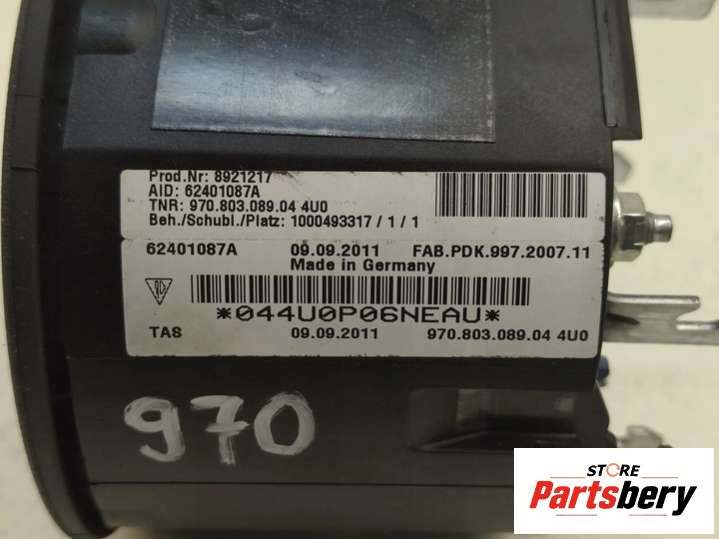 Prod.Nr: 8921217
AID: 62401087A
TNR: 970.803.089.04 4U0
Beh./Schubl./Platz: 1000493317 / 1 / 1
62401087A 09.09.2011 FAB.PDK.997.2007.11
Made in Germany
*044U0P06NEAU*
TAS 09.09.2011 970.803.089.04 4U0
970
STORE
Partsbery